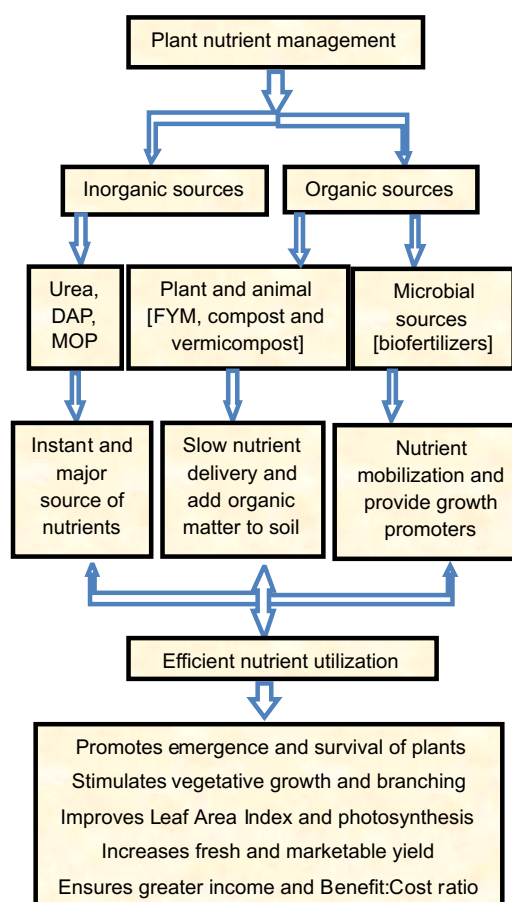 Plant nutrient management
Inorganic sources
Organic sources
Urea,
DAP,
MOP
Plant and animal
[FYM, compost and
vermicompost]
Microbial
sources
[biofertilizers]
Instant and
major
source of
nutrients
Slow nutrient
delivery and
add organic
matter to soil
Nutrient
mobilization and
provide growth
promoters
Efficient nutrient utilization
Promotes emergence and survival of plants
Stimulates vegetative growth and branching
Improves Leaf Area Index and photosynthesis
Increases fresh and marketable yield
Ensures greater income and Benefit:Cost ratio